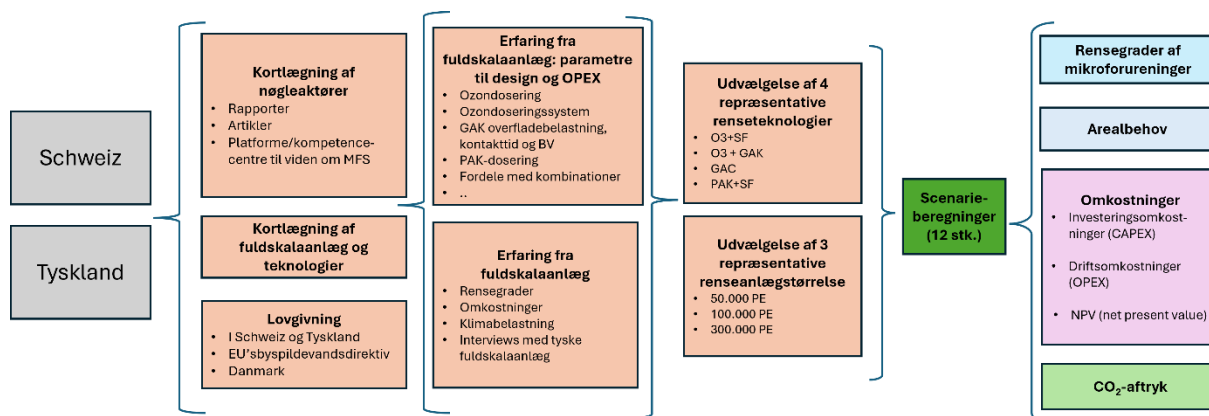 Schweiz
Tyskland
Kortlægning af
nøgleaktører
• Rapporter
• Artikler
• Platforme/kompetence-
centre til viden om MFS
Kortlægning af
fuldskalaanlæg og
teknologier
Lovgivning
• I Schweiz og Tyskland
• EU'sbyspildevandsdirektiv
• Danmark
Erfaring fra
fuldskalaanlæg: parametre
til design og OPEX
• Ozondosering
• Ozondoseringssystem
• GAK overfladebelastning,
kontakttid og BV
• PAK-dosering
• Fordele med kombinationer
• ..
Erfaring fra
fuldskalaanlæg
• Rensegrader
• Omkostninger
• Klimabelastning
• Interviews med tyske
fuldskalaanlæg
Udvælgelse af 4
repræsentative
renseteknologier
• O3+SF
• O3 + GAK
• GAC
• PAK+SF
Udvælgelse af 3
repræsentative
renseanlægstørrelse
• 50.000 PE
• 100.000 PE
• 300.000 PE
Scenarie-
beregninger
(12 stk.)
Rensegrader af
mikroforureninger
Arealbehov
Omkostninger
• Investeringsomkost-
ninger (CAPEX)
• Driftsomkostninger
(OPEX)
• NPV (net present value)
CO₂-aftryk